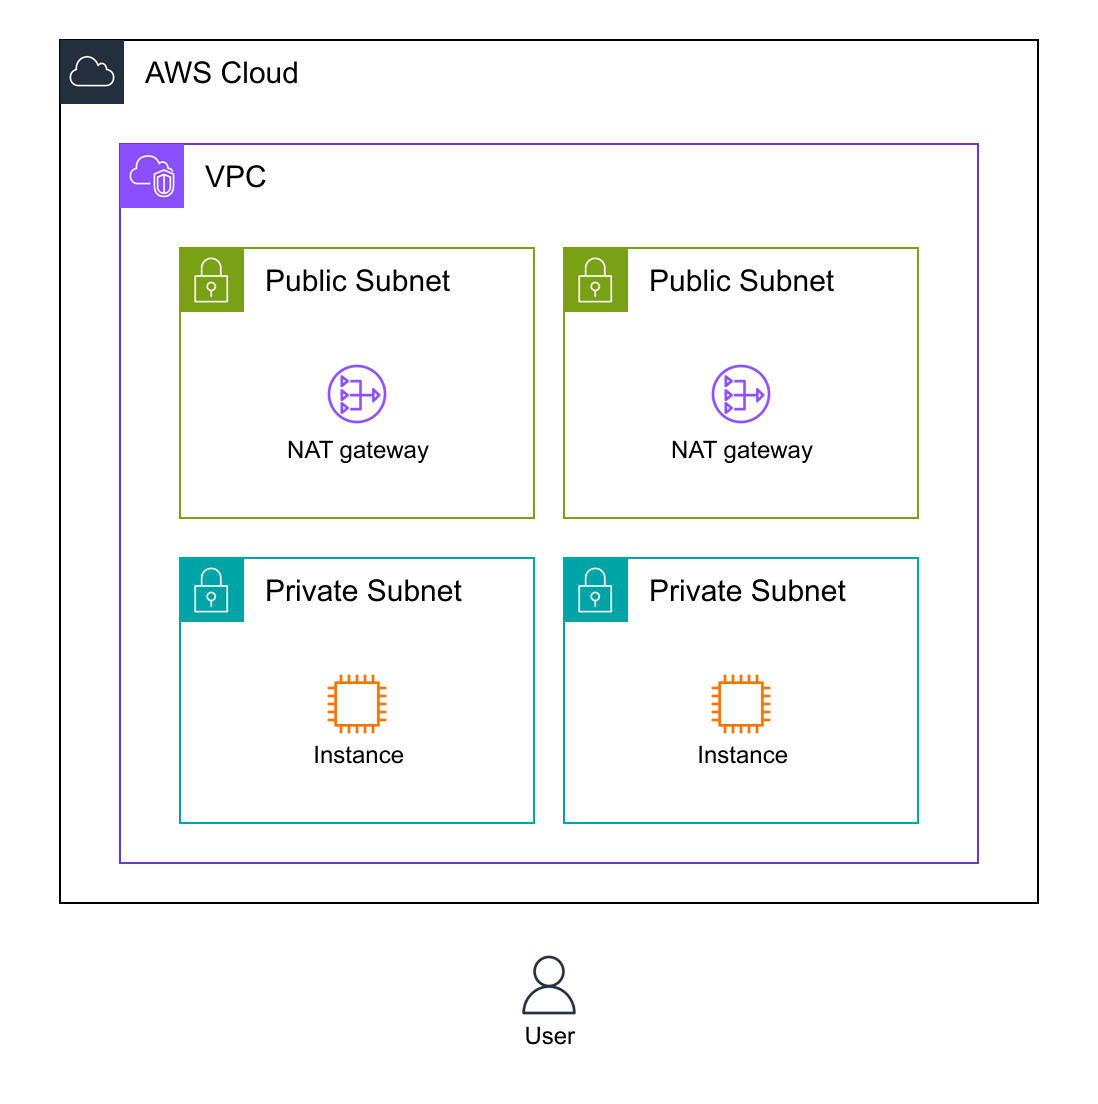 AWS Cloud
VPC
Public Subnet
Public Subnet
NAT gateway
NAT gateway
Private Subnet
Private Subnet
Instance
Instance
User